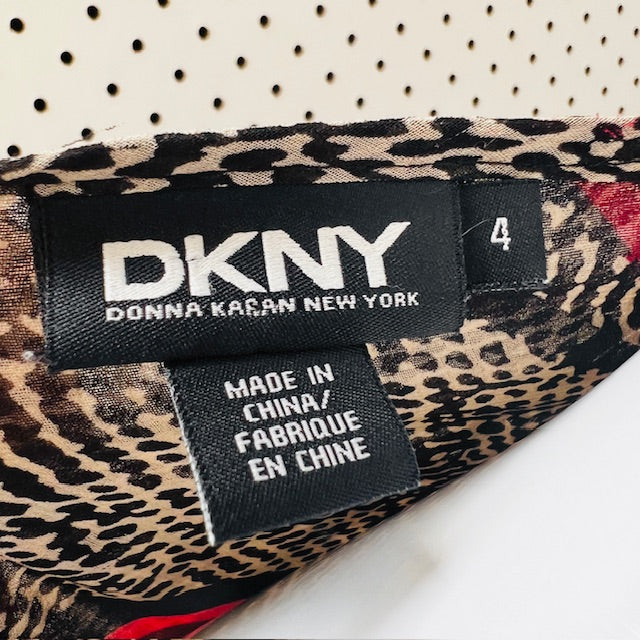 DKNY
DONNA KARAN NEW YORK
4
MADE IN
CHINA/
FABRIQUE
EN CHINE